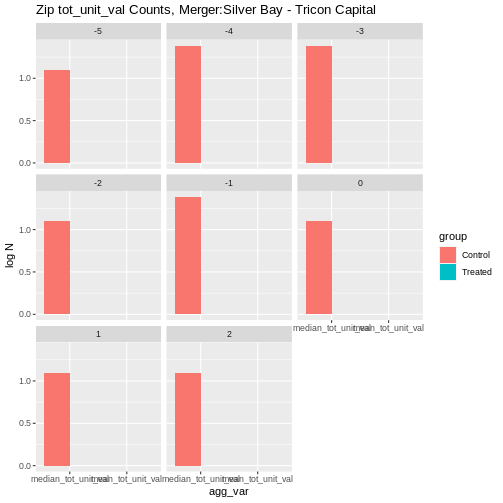 Zip tot_unit_val Counts, Merger:Silver Bay - Tricon Capital
-5
-4
-3
1.0
0.5
0.0
-2
-1
0
1.0
0.5
0.0
log N
group
Control
Treated
median_tot_unit_val mean_tot_unit_val
1
2
1.0
0.5
0.0
median_tot_unit_val mean_tot_unit_val median_tot_unit_val mean_tot_unit_val
agg_var